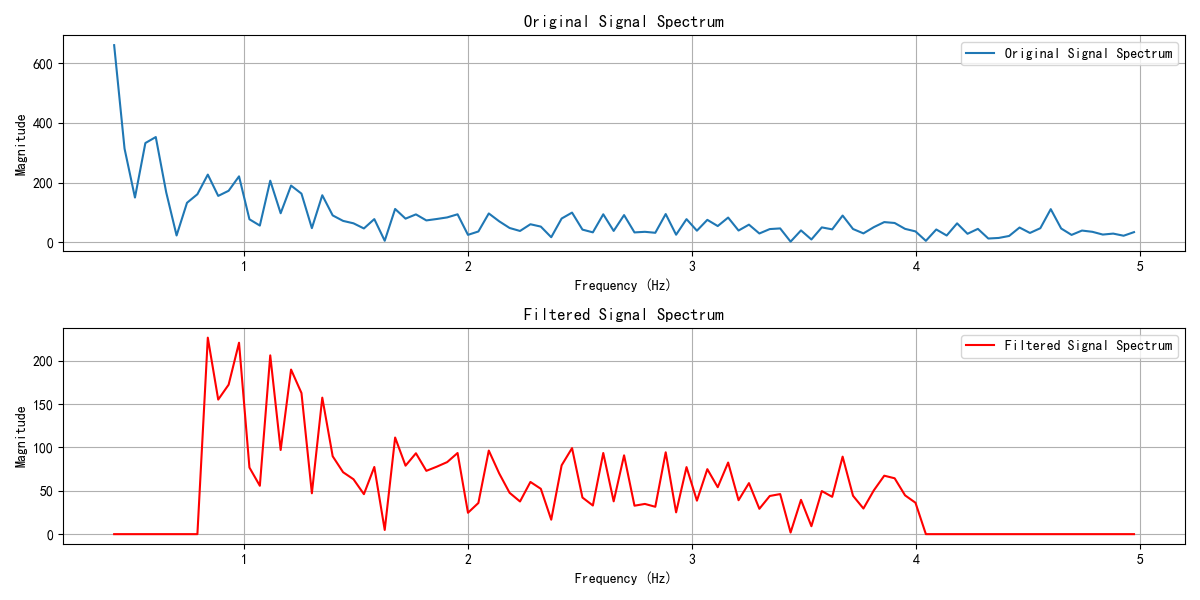 Original Signal Spectrum
Original Signal Spectrum
Magnitude
600
400
200
0
1 2 3 4 5
Frequency (Hz)
Filtered Signal Spectrum
Filtered Signal Spectrum
Magnitude
200
150
100
50
0
1 2 3 4 5
Frequency (Hz)